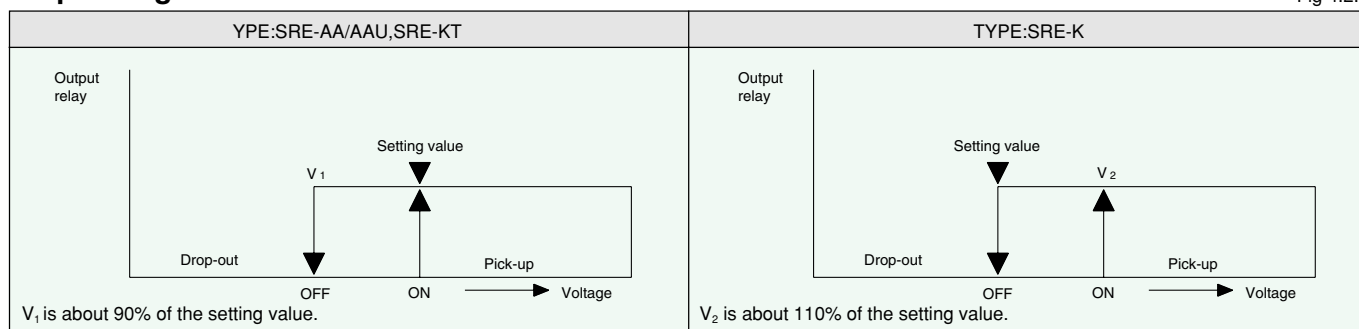 YPE:SRE-AA/AAU,SRE-KT
TYPE:SRE-K
Output
relay
Setting value
V 1
Drop-out
Pick-up
OFF
ON
Voltage
V1 is about 90% of the setting value.
Output
relay
Setting value
V 2
Drop-out
Pick-up
OFF
ON
Voltage
V2 is about 110% of the setting value.